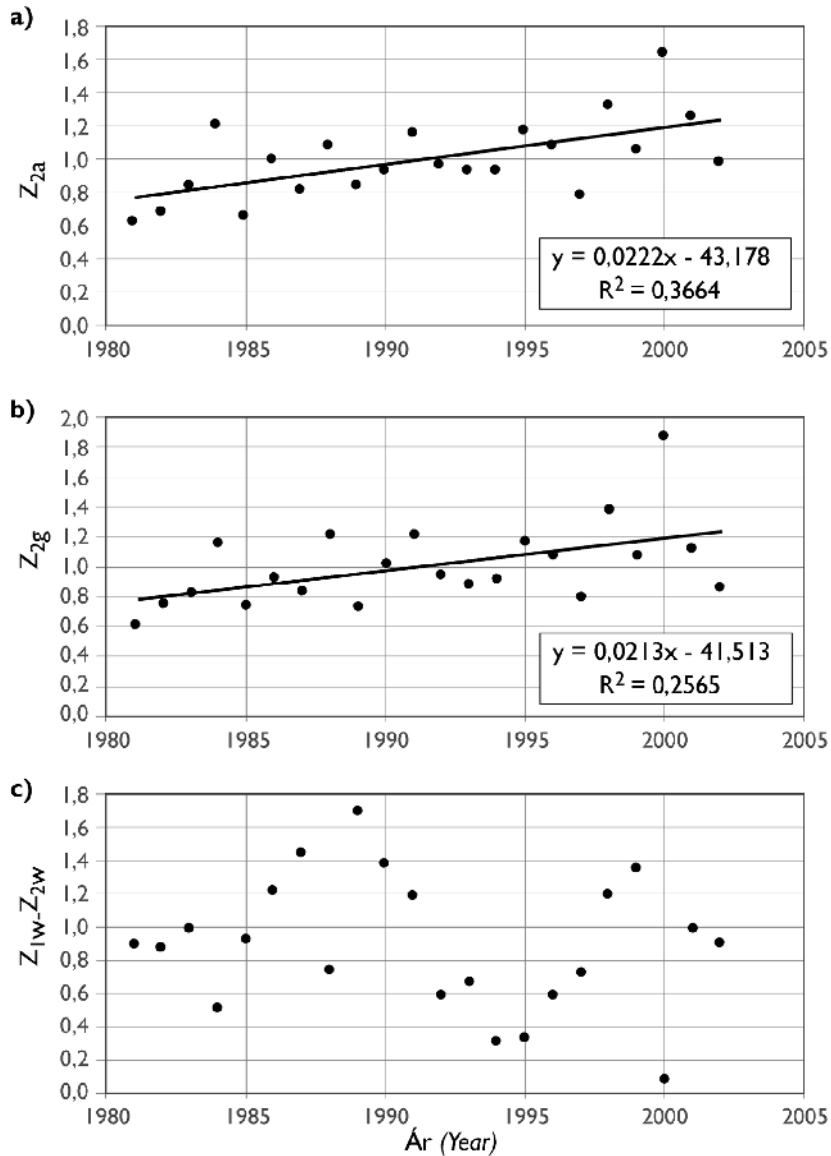 a)
1,8
1,6
1,4
1,2
1,0
0,8
0,6
0,4
0,2
0,0
Z2a
y = 0,0222x - 43,178
R2 = 0,3664
1980 1985 1990 1995 2000 2005
b)
2,0
1,8
1,6
1,4
1,2
1,0
0,8
0,6
0,4
0,2
0,0
Z2g
y = 0,0213x - 41,513
R2 = 0,2565
1980 1985 1990 1995 2000 2005
c)
1,8
1,6
1,4
1,2
1,0
0,8
0,6
0,4
0,2
0,0
Z1w-Z2w
1980 1985 1990 1995 2000 2005
Ár (Year)